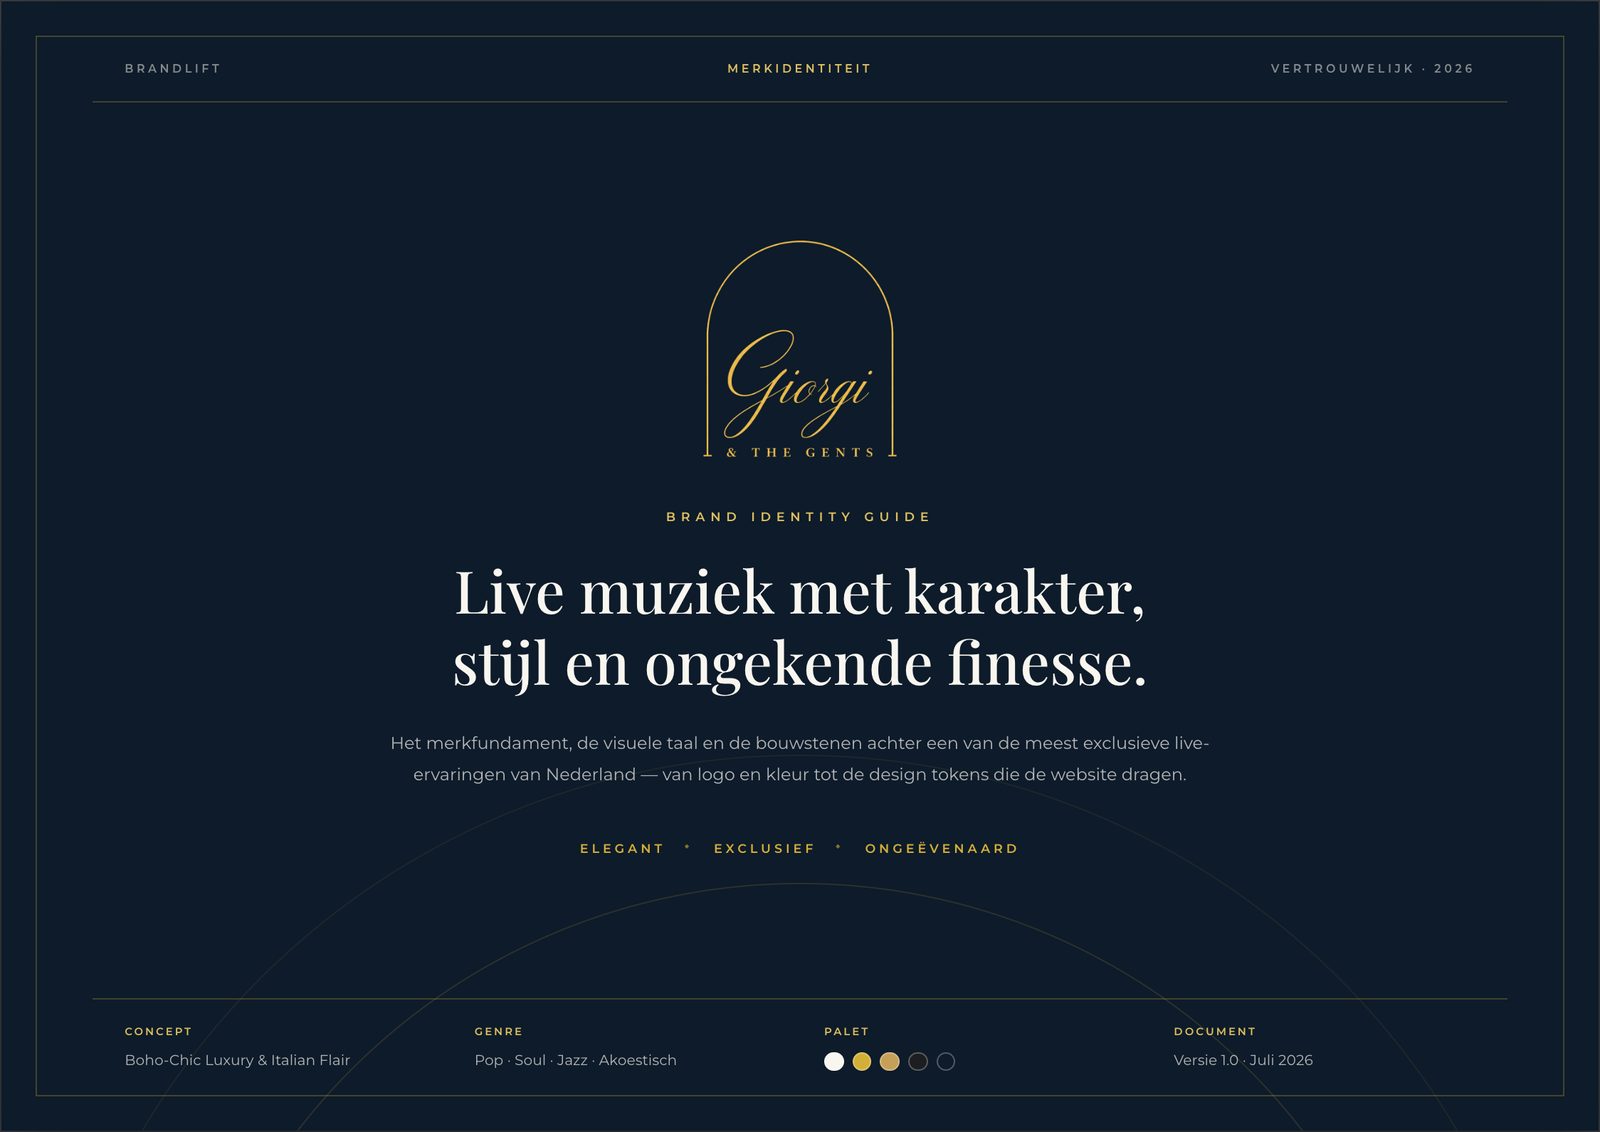 BRANDLIFT
MERKIDENTITEIT
VERTROUWELIJK · 2026
Giorgi
& THE GENTS
BRAND IDENTITY GUIDE
Live muziek met karakter,
stijl en ongekende finesse.
Het merkfundament, de visuele taal en de bouwstenen achter een van de meest exclusieve live-
ervaringen van Nederland — van logo en kleur tot de design tokens die de website dragen.
ELEGANT • EXCLUSIEF • ONGEËVENAARD
CONCEPT
Boho-Chic Luxury & Italian Flair
GENRE
Pop · Soul · Jazz · Akoestisch
PALET
DOCUMENT
Versie 1.0 · Juli 2026